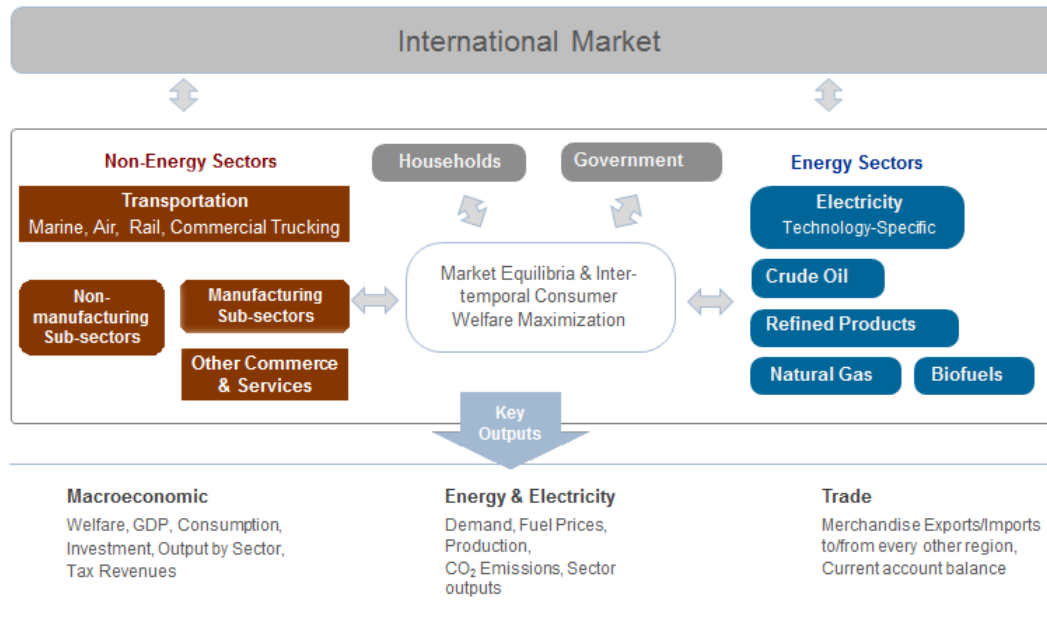 International Market
Non-Energy Sectors
Households
Government
Energy Sectors
Transportation
Marine, Air, Rail, Commercial Trucking
Electricity
Technology-Specific
Non-
manufacturing
Sub-sectors
Manufacturing
Sub-sectors
Other Commerce
& Services
Market Equilibria & Inter-
temporal Consumer
Welfare Maximization
Crude Oil
Refined Products
Natural Gas
Biofuels
Key
Outputs
Macroeconomic
Welfare, GDP, Consumption,
Investment, Output by Sector,
Tax Revenues
Energy & Electricity
Demand, Fuel Prices,
Production,
CO₂ Emissions, Sector
outputs
Trade
Merchandise Exports/Imports
to/from every other region,
Current account balance